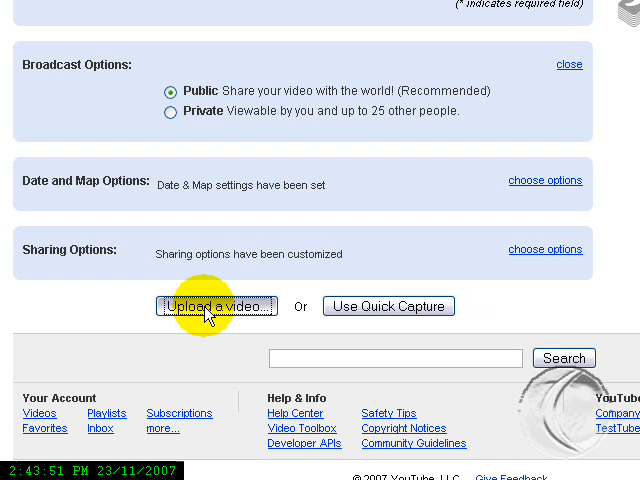 (* indicates required field)
Broadcast Options:
close
Public Share your video with the world! (Recommended)
Private Viewable by you and up to 25 other people.
Date and Map Options: Date & Map settings have been set
choose options
Sharing Options: Sharing options have been customized
choose options
Upload a video... Or Use Quick Capture
Search
Your Account
Videos Playlists Subscriptions
Favorites Inbox more...
Help & Info
Help Center Safety Tips
Video Toolbox Copyright Notices
Developer APIs Community Guidelines
YouTu
Company
TestTube
2:43:51 PM 23/11/2007
© 2007 YouTube, LLC Give Feedback